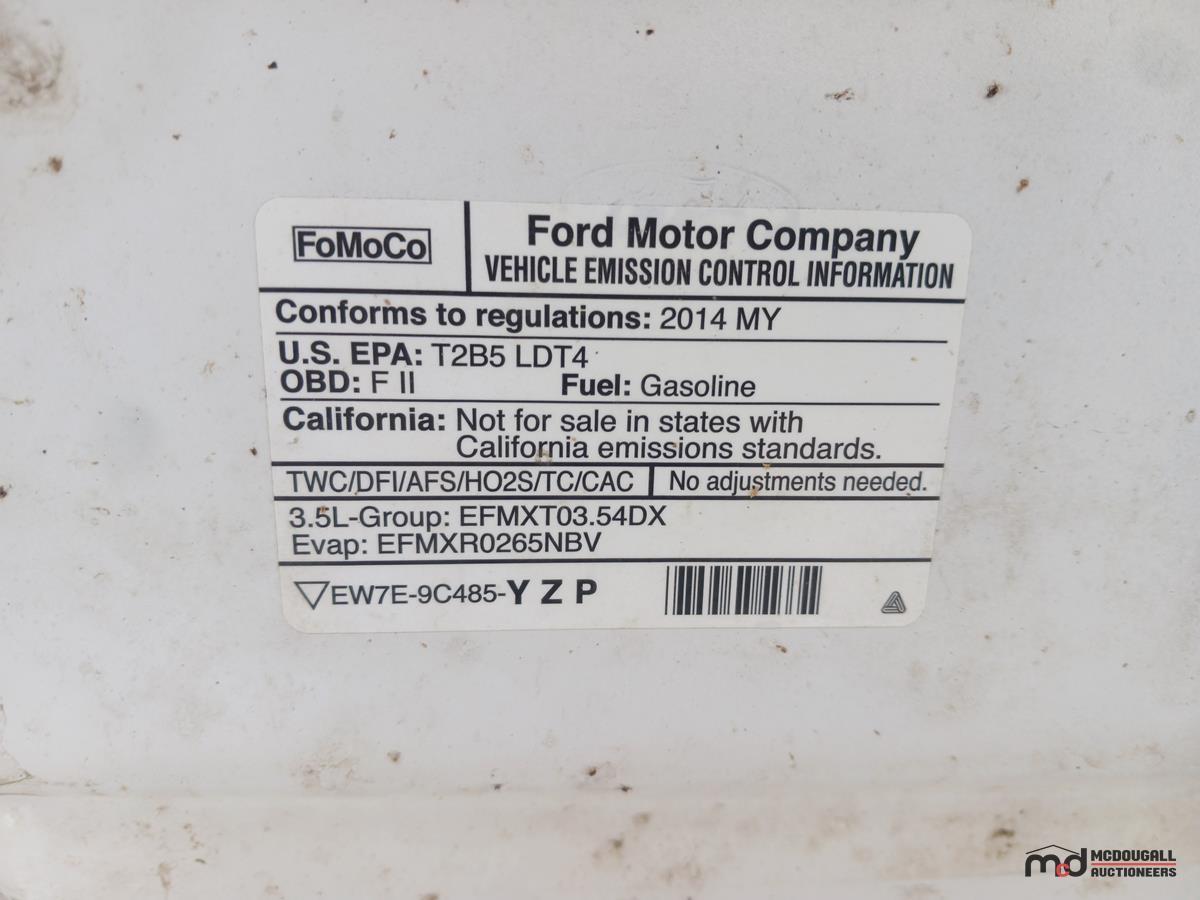 FoMoCo
Ford Motor Company
VEHICLE EMISSION CONTROL INFORMATION
Conforms to regulations: 2014 MY
U.S. EPA: T2B5 LDT4
OBD: F II Fuel: Gasoline
California: Not for sale in states with
California emissions standards.
TWC/DFI/AFS/HO2S/TC/CAC No adjustments needed.
3.5L-Group: EFMXT03.54DX
Evap: EFMXR0265NBV
EW7E-9C485-Y Z P
mcd MCDOUGALL
AUCTIONEERS